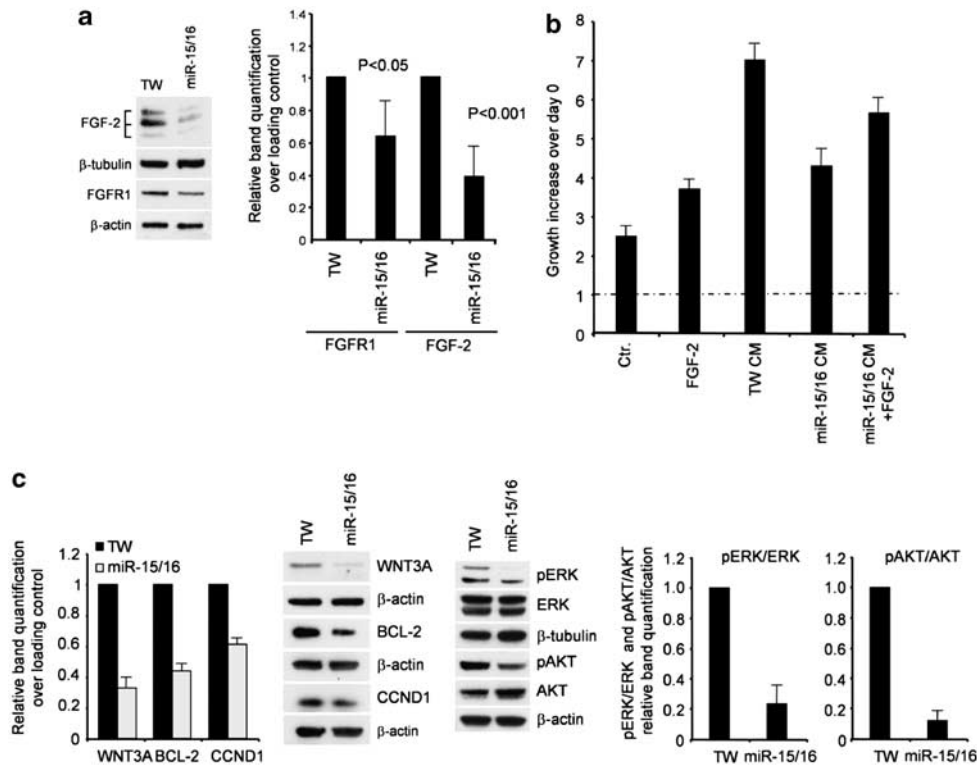 a
TW
miR-15/16
FGF-2
β-tubulin
FGFR1
β-actin
Relative band quantification
over loading control
1.4
1.2
1
0.8
0.6
0.4
0.2
0
P<0.05
P<0.001
TW
miR-15/16
TW
miR-15/16
FGFR1
FGF-2
b
Growth increase over day 0
8
7
6
5
4
3
2
1
0
Ctr.
FGF-2
TW CM
miR-15/16 CM
miR-15/16 CM
+FGF-2
c
Relative band quantification
over loading control
1.2
1
0.8
0.6
0.4
0.2
0
TW
miR-15/16
WNT3A
BCL-2
CCND1
TW
miR-15/16
WNT3A
β-actin
BCL-2
β-actin
CCND1
β-actin
TW
miR-15/16
pERK
ERK
β-tubulin
pAKT
AKT
β-actin
pERK/ERK and pAKT/AKT
relative band quantification
pERK/ERK
1.2
1.0
0.8
0.6
0.4
0.2
0
TW miR-15/16
pAKT/AKT
1.2
1.0
0.8
0.6
0.4
0.2
0
TW miR-15/16